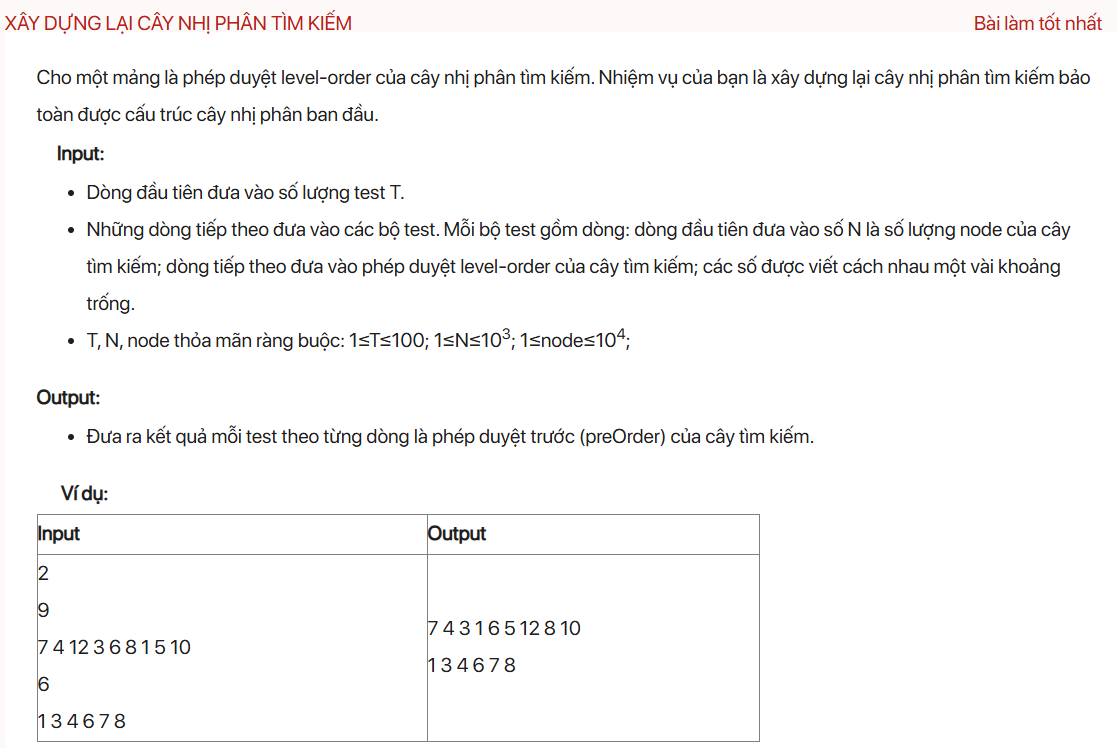 XÂY DỰNG LẠI CÂY NHỊ PHÂN TÌM KIẾM
Bài làm tốt nhất
Cho một mảng là phép duyệt level-order của cây nhị phân tìm kiếm. Nhiệm vụ của bạn là xây dựng lại cây nhị phân tìm kiếm bảo
toàn được cấu trúc cây nhị phân ban đầu.
Input:
• Dòng đầu tiên đưa vào số lượng test T.
• Những dòng tiếp theo đưa vào các bộ test. Mỗi bộ test gồm dòng: dòng đầu tiên đưa vào số N là số lượng node của cây
tìm kiếm; dòng tiếp theo đưa vào phép duyệt level-order của cây tìm kiếm; các số được viết cách nhau một vài khoảng
trống.
• T, N, node thỏa mãn ràng buộc: 1≤T≤100; 1≤N≤10³; 1≤node≤10⁴;
Output:
• Đưa ra kết quả mỗi test theo từng dòng là phép duyệt trước (preOrder) của cây tìm kiếm.
Ví dụ:
Input
Output
2
9
7 4 12 3 6 8 1 5 10
6
1 3 4 6 7 8
7 4 3 1 6 5 12 8 10
1 3 4 6 7 8